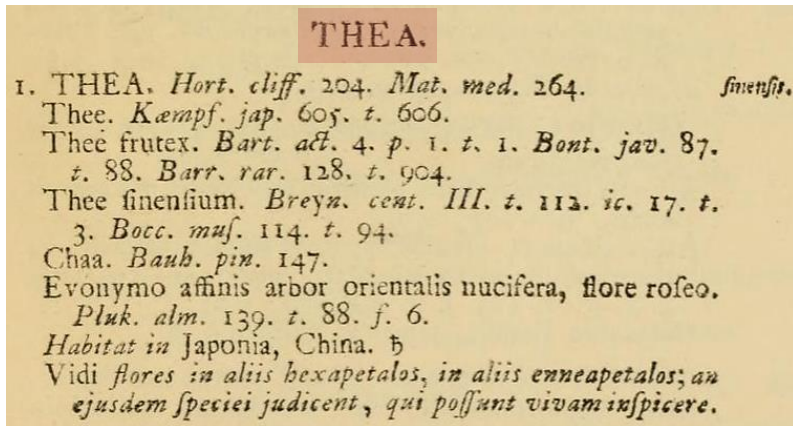 THEA.
1. THEA. Hort. cliff. 204. Mat. med. 264. ſinenſis.
Thee. Kæmpf. jap. 605. t. 606.
Thee frutex. Bart. act. 4. p. 1. t. 1. Bont. jav. 87.
t. 88. Barr. rar. 128. t. 904.
Thee ſinenſium. Breyn. cent. III. t. 112. ic. 17. t.
3. Bocc. muſ. 114. t. 94.
Chaa. Bauh. pin. 147.
Evonymo affinis arbor orientalis nucifera, flore roſeo.
Pluk. alm. 139. t. 88. f. 6.
Habitat in Japonia, China. ♄
Vidi flores in aliis hexapetalos, in aliis enneapetalos; an
ejusdem ſpeciei judicent, qui poſſunt vivam inſpicere.